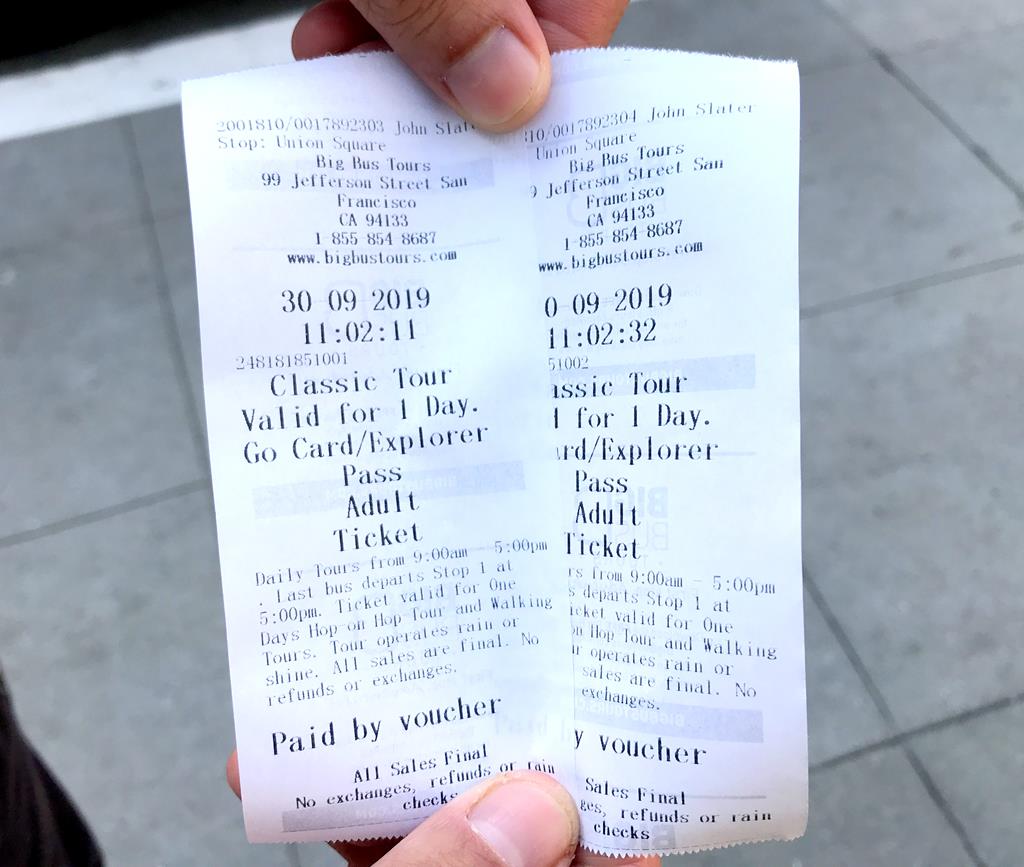 2001810/0017892303 John Slat
Stop: Union Square
Big Bus Tours
99 Jefferson Street San
Francisco
CA 94133
1-855-854-8687
www.bigbustours.com
30-09-2019
11:02:11
248181851001
Classic Tour
Valid for 1 Day.
Go Card/Explorer
Pass
Adult
Ticket
Daily Tours from 9:00am - 5:00pm
. Last bus departs Stop 1 at
5:00pm. Ticket valid for One
Days Hop-on Hop Tour and Walking
Tours. Tour operates rain or
shine. All sales are final. No
refunds or exchanges.
Paid by voucher
All Sales Final
No exchanges, refunds or rain
checks
10/0017892304 John Slater
Union Square
Big Bus Tours
9 Jefferson Street San
Francisco
CA 94133
1-855-854-8687
www.bigbustours.com
0-09-2019
11:02:32
51002
assic Tour
d for 1 Day.
ard/Explorer
Pass
Adult
Ticket
rs from 9:00am - 5:00pm
s departs Stop 1 at
icket valid for One
on Hop Tour and Walking
ur operates rain or
sales are final. No
exchanges.
y voucher
Sales Final
ges, refunds or rain
checks